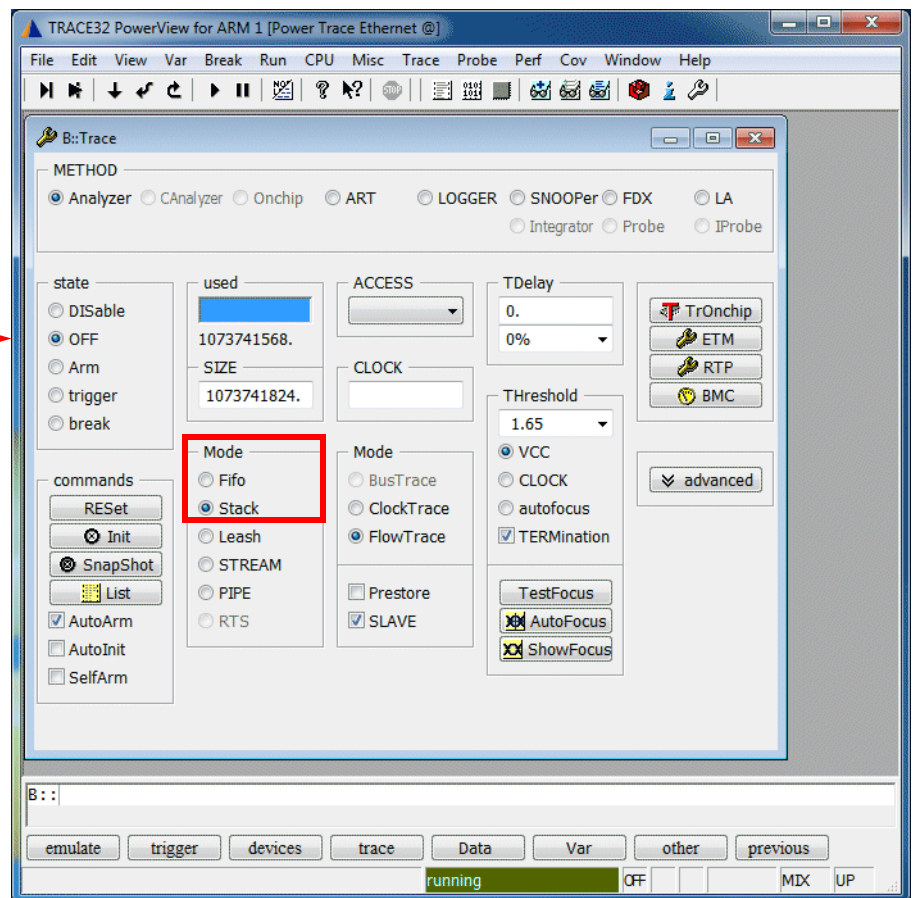 TRACE32 PowerView for ARM 1 [Power Trace Ethernet @]
File Edit View Var Break Run CPU Misc Trace Probe Perf Cov Window Help
B::Trace
METHOD
Analyzer CAnalyzer Onchip ART LOGGER SNOOPer FDX LA
Integrator Probe IProbe
state used ACCESS TDelay
DISable 0. TrOnchip
OFF 1073741568. 0% ETM
Arm SIZE CLOCK RTP
trigger 1073741824. THreshold BMC
break 1.65
Mode Mode VCC
commands Fifo BusTrace CLOCK advanced
RESet Stack ClockTrace autofocus
Init Leash FlowTrace TERMination
SnapShot STREAM
List PIPE Prestore TestFocus
AutoArm RTS SLAVE AutoFocus
AutoInit ShowFocus
SelfArm
B::
emulate trigger devices trace Data Var other previous
running OFF MIX UP